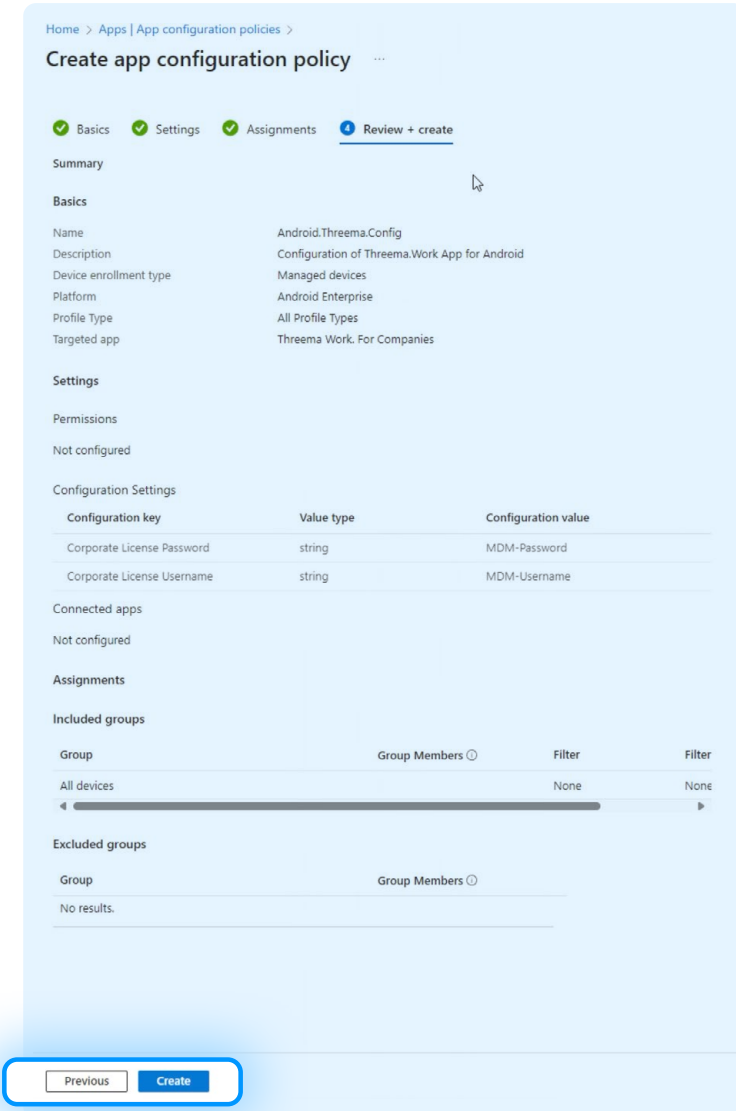 Home > Apps | App configuration policies >
Create app configuration policy ...
Basics Settings Assignments 4 Review + create
Summary
Basics
Name Android.Threema.Config
Description Configuration of Threema.Work App for Android
Device enrollment type Managed devices
Platform Android Enterprise
Profile Type All Profile Types
Targeted app Threema Work. For Companies
Settings
Permissions
Not configured
Configuration Settings
Configuration key Value type Configuration value
Corporate License Password string MDM-Password
Corporate License Username string MDM-Username
Connected apps
Not configured
Assignments
Included groups
Group Group Members Filter Filter
All devices None None
Excluded groups
Group Group Members
No results.
Previous Create